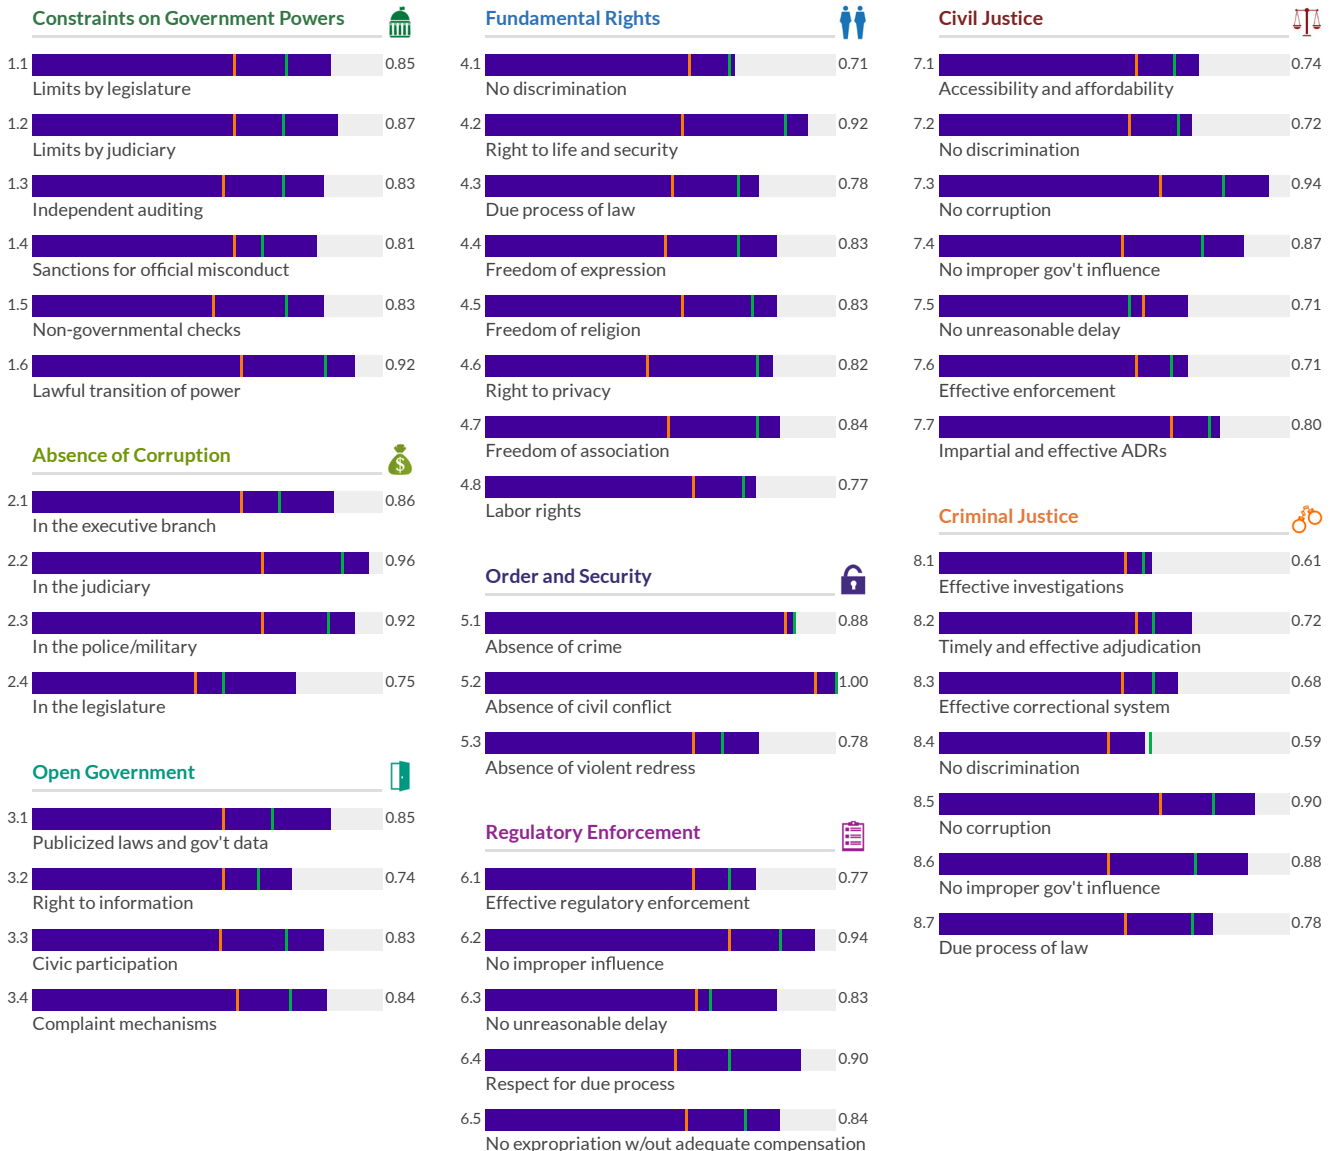 Constraints on Government Powers
1.1 0.85
Limits by legislature
1.2 0.87
Limits by judiciary
1.3 0.83
Independent auditing
1.4 0.81
Sanctions for official misconduct
1.5 0.83
Non-governmental checks
1.6 0.92
Lawful transition of power
Absence of Corruption
$
2.1 0.86
In the executive branch
2.2 0.96
In the judiciary
2.3 0.92
In the police/military
2.4 0.75
In the legislature
Open Government
3.1 0.85
Publicized laws and gov't data
3.2 0.74
Right to information
3.3 0.83
Civic participation
3.4 0.84
Complaint mechanisms
Fundamental Rights
4.1 0.71
No discrimination
4.2 0.92
Right to life and security
4.3 0.78
Due process of law
4.4 0.83
Freedom of expression
4.5 0.83
Freedom of religion
4.6 0.82
Right to privacy
4.7 0.84
Freedom of association
4.8 0.77
Labor rights
Order and Security
5.1 0.88
Absence of crime
5.2 1.00
Absence of civil conflict
5.3 0.78
Absence of violent redress
Regulatory Enforcement
6.1 0.77
Effective regulatory enforcement
6.2 0.94
No improper influence
6.3 0.83
No unreasonable delay
6.4 0.90
Respect for due process
6.5 0.84
No expropriation w/out adequate compensation
Civil Justice
7.1 0.74
Accessibility and affordability
7.2 0.72
No discrimination
7.3 0.94
No corruption
7.4 0.87
No improper gov't influence
7.5 0.71
No unreasonable delay
7.6 0.71
Effective enforcement
7.7 0.80
Impartial and effective ADRs
Criminal Justice
8.1 0.61
Effective investigations
8.2 0.72
Timely and effective adjudication
8.3 0.68
Effective correctional system
8.4 0.59
No discrimination
8.5 0.90
No corruption
8.6 0.88
No improper gov't influence
8.7 0.78
Due process of law